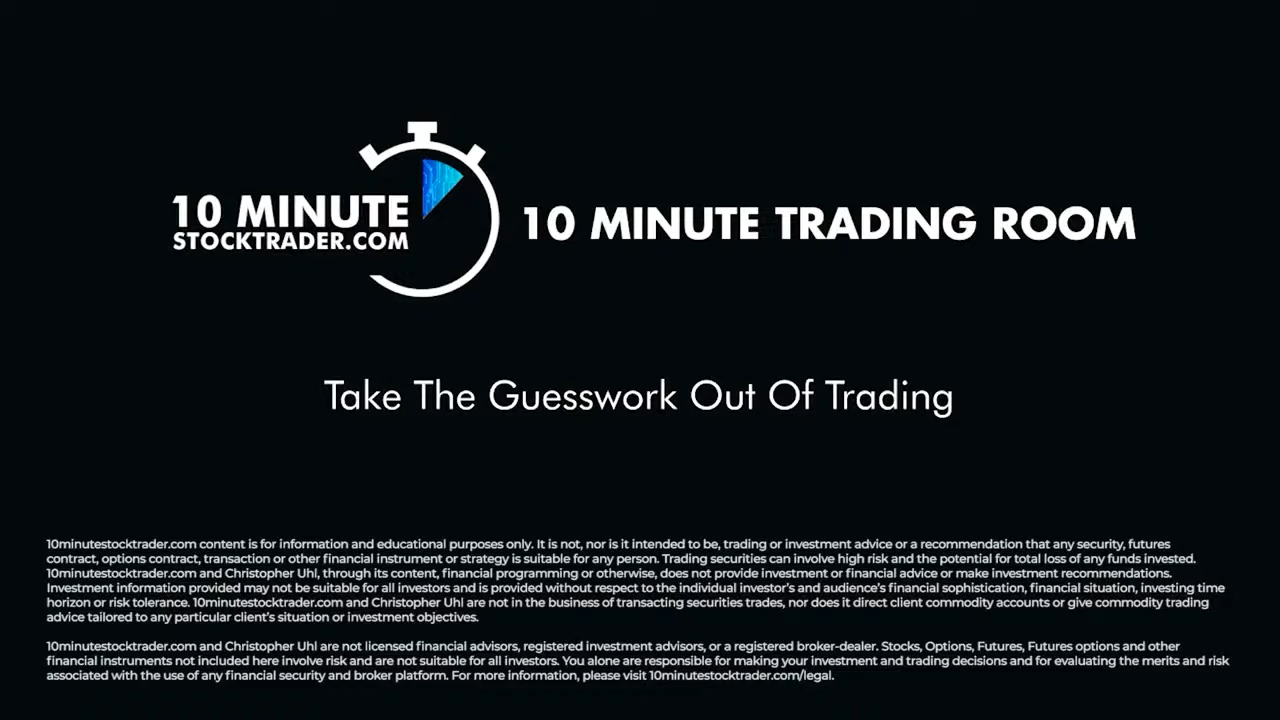 10 MINUTE
STOCKTRADER.COM
10 MINUTE TRADING ROOM
Take The Guesswork Out Of Trading
10minutestocktrader.com content is for information and educational purposes only. It is not, nor is it intended to be, trading or investment advice or a recommendation that any security, futures
contract, options contract, transaction or other financial instrument or strategy is suitable for any person. Trading securities can involve high risk and the potential for total loss of any funds invested.
10minutestocktrader.com and Christopher Uhl, through its content, financial programming or otherwise, does not provide investment or financial advice or make investment recommendations.
Investment information provided may not be suitable for all investors and is provided without respect to the individual investor's and audience's financial sophistication, financial situation, investing time
horizon or risk tolerance. 10minutestocktrader.com and Christopher Uhl are not in the business of transacting securities trades, nor does it direct client commodity accounts or give commodity trading
advice tailored to any particular client's situation or investment objectives.
10minutestocktrader.com and Christopher Uhl are not licensed financial advisors, registered investment advisors, or a registered broker-dealer. Stocks, Options, Futures, Futures options and other
financial instruments not included here involve risk and are not suitable for all investors. You alone are responsible for making your investment and trading decisions and for evaluating the merits and risk
associated with the use of any financial security and broker platform. For more information, please visit 10minutestocktrader.com/legal.